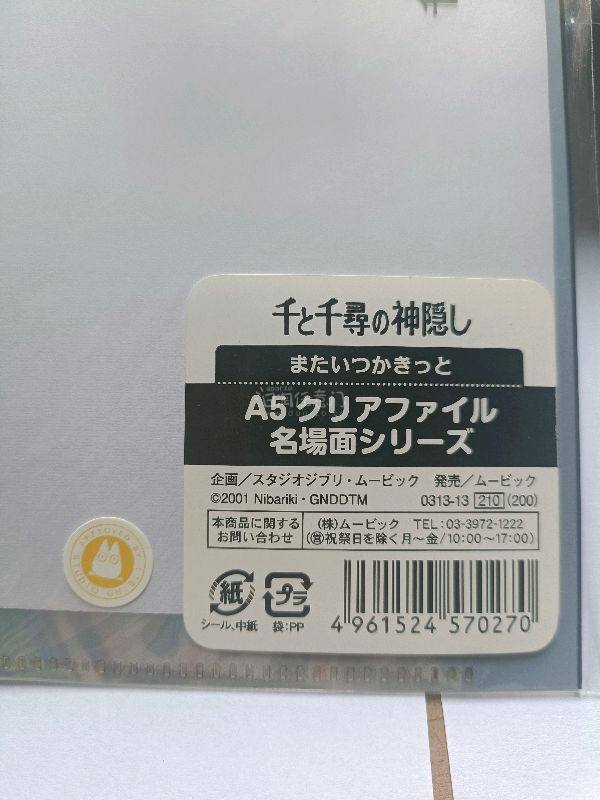 千と千尋の神隠し
またいつかきっと
A5 クリアファイル
名場面シリーズ
企画／スタジオジブリ・ムービック 発売／ムービック
©2001 Nibariki・GNDDTM 0313-13 210 (200)
本商品に関する
お問い合わせ
(株)ムービック TEL：03-3972-1222
(営祝祭日を除く月〜金/10:00〜17:00)
紙
プラ
シール、中紙 袋：PP
4 961524 570270
APPROVED BY
STUDIO GHIBLI